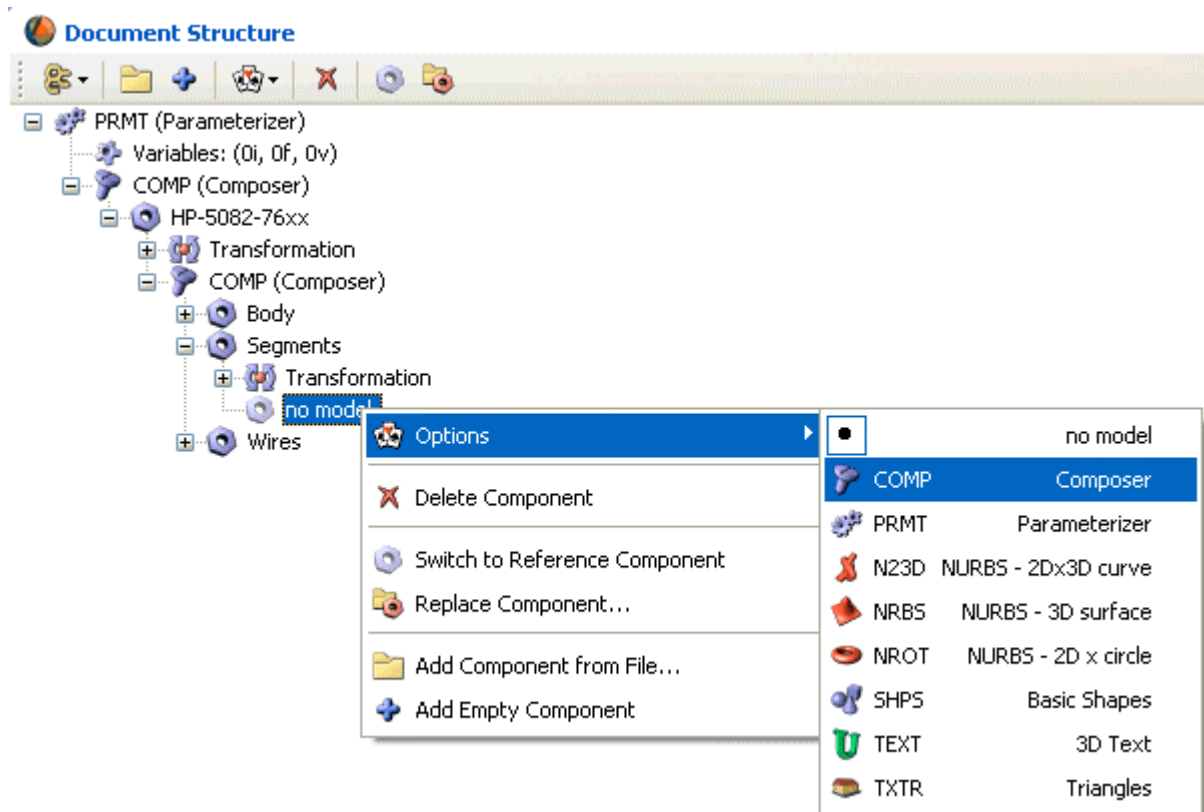 Document Structure
PRMT (Parameterizer)
Variables: (0i, 0f, 0v)
COMP (Composer)
HP-5082-76xx
Transformation
COMP (Composer)
Body
Segments
Transformation
no model
Wires
Options
Delete Component
Switch to Reference Component
Replace Component...
Add Component from File...
Add Empty Component
no model
COMP Composer
PRMT Parameterizer
N23D NURBS - 2Dx3D curve
NRBS NURBS - 3D surface
NROT NURBS - 2D x circle
SHPS Basic Shapes
TEXT 3D Text
TXTR Triangles